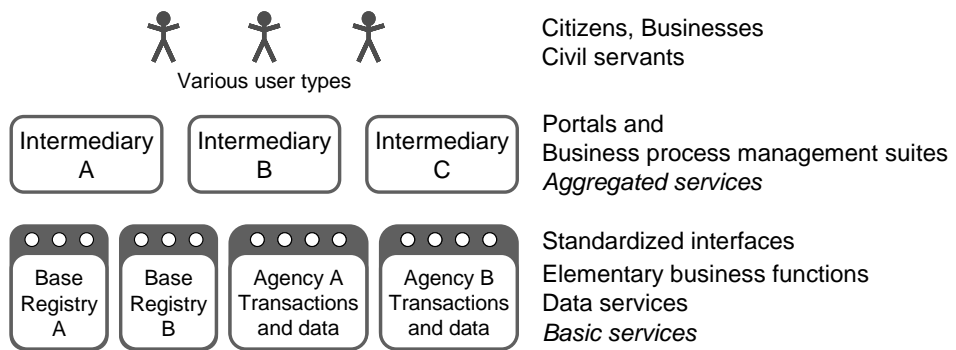 Citizens, Businesses
Civil servants
Various user types
Intermediary
A
Intermediary
B
Intermediary
C
Portals and
Business process management suites
Aggregated services
Standardized interfaces
Base
Registry
A
Base
Registry
B
Agency A
Transactions
and data
Agency B
Transactions
and data
Elementary business functions
Data services
Basic services